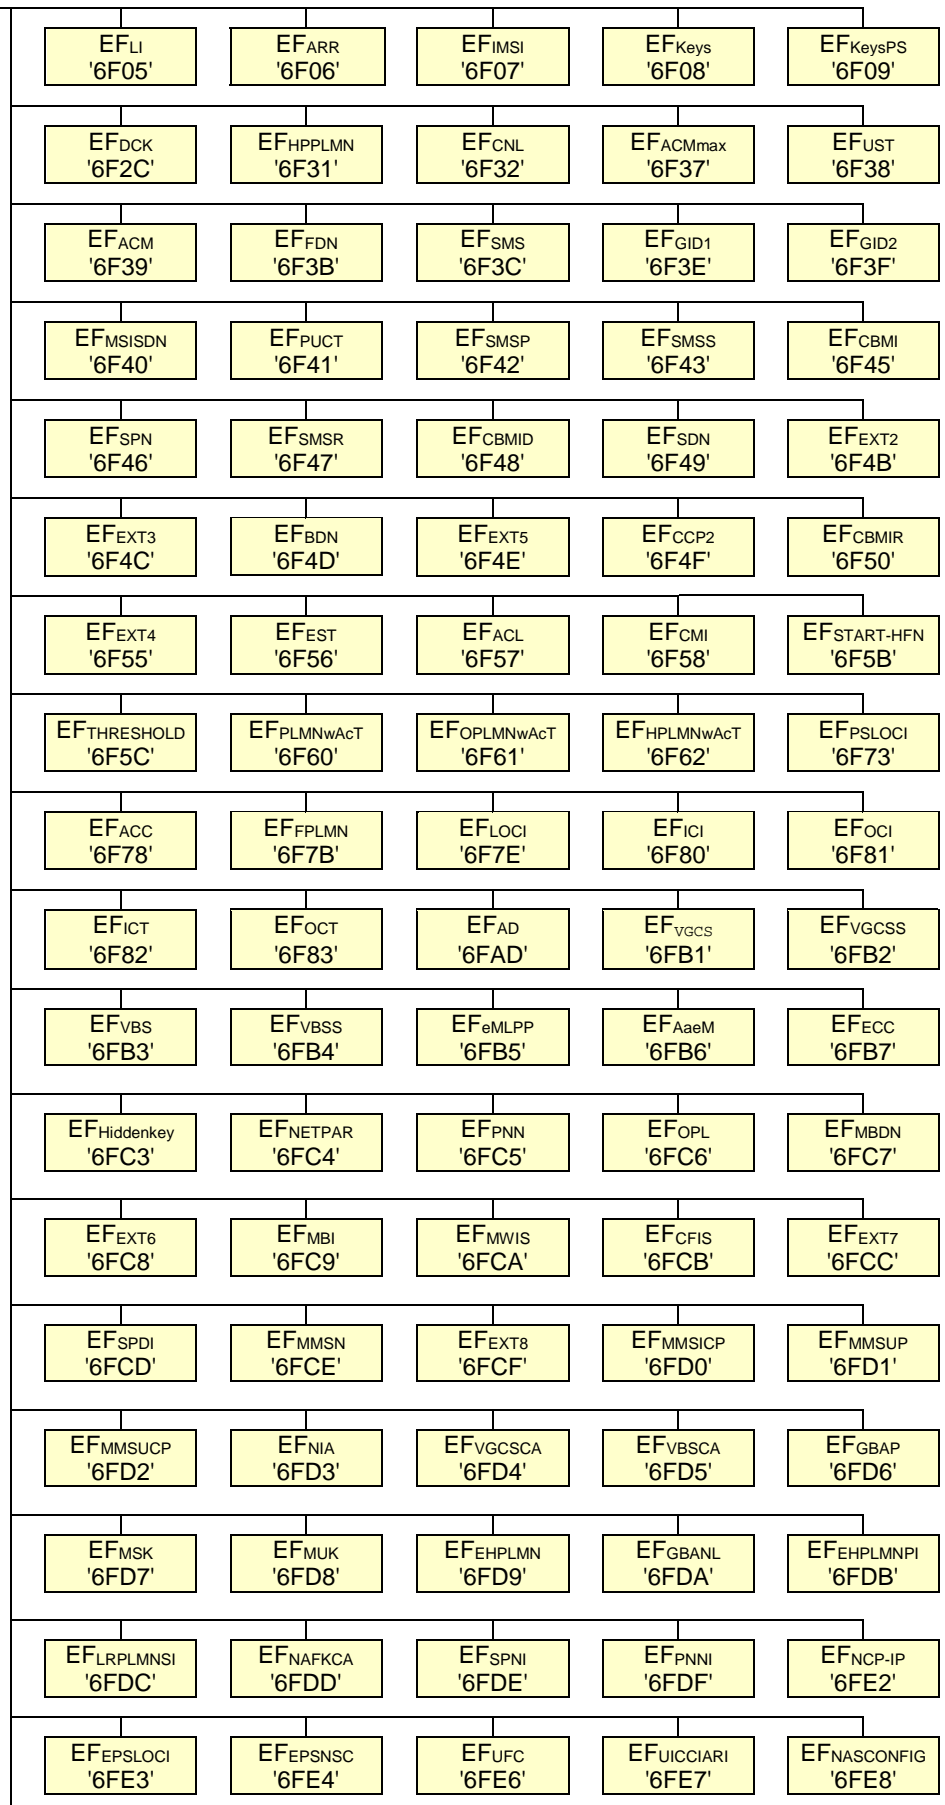 EFLI EFARR EFIMSI EFKeys EFKeysPS
'6F05' '6F06' '6F07' '6F08' '6F09'
EFDCK EFHPPLMN EFCNL EFACMmax EFUST
'6F2C' '6F31' '6F32' '6F37' '6F38'
EFACM EFFDN EFSMS EFGID1 EFGID2
'6F39' '6F3B' '6F3C' '6F3E' '6F3F'
EFMSISDN EFPUCT EFSMSP EFSMSS EFCBMI
'6F40' '6F41' '6F42' '6F43' '6F45'
EFSPN EFSMSR EFCBMID EFSDN EFEXT2
'6F46' '6F47' '6F48' '6F49' '6F4B'
EFEXT3 EFBDN EFEXT5 EFCCP2 EFCBMIR
'6F4C' '6F4D' '6F4E' '6F4F' '6F50'
EFEXT4 EFEST EFACL EFCMI EFSTART-HFN
'6F55' '6F56' '6F57' '6F58' '6F5B'
EFTHRESHOLD EFPLMNwAcT EFOPLMNwAcT EFHPLMNwAcT EFPSLOCI
'6F5C' '6F60' '6F61' '6F62' '6F73'
EFACC EFFPLMN EFLOCI EFICI EFOCI
'6F78' '6F7B' '6F7E' '6F80' '6F81'
EFICT EFOCT EFAD EFVGCS EFVGCSS
'6F82' '6F83' '6FAD' '6FB1' '6FB2'
EFVBS EFVBSS EFeMLPP EFAaeM EFECC
'6FB3' '6FB4' '6FB5' '6FB6' '6FB7'
EFHiddenkey EFNETPAR EFPNN EFOPL EFMBDN
'6FC3' '6FC4' '6FC5' '6FC6' '6FC7'
EFEXT6 EFMBI EFMWIS EFCFIS EFEXT7
'6FC8' '6FC9' '6FCA' '6FCB' '6FCC'
EFSPDI EFMMSN EFEXT8 EFMMSICP EFMMSUP
'6FCD' '6FCE' '6FCF' '6FD0' '6FD1'
EFMMSUCP EFNIA EFVGCSCA EFVBSCA EFGBAP
'6FD2' '6FD3' '6FD4' '6FD5' '6FD6'
EFMSK EFMUK EFEHPLMN EFGBANL EFEHPLMNPI
'6FD7' '6FD8' '6FD9' '6FDA' '6FDB'
EFLRPLMNSI EFNAFKCA EFSPNI EFPNNI EFNCP-IP
'6FDC' '6FDD' '6FDE' '6FDF' '6FE2'
EFEPSLOCI EFEPSNSC EFUFC EFUICCIARI EFNASCONFIG
'6FE3' '6FE4' '6FE6' '6FE7' '6FE8'